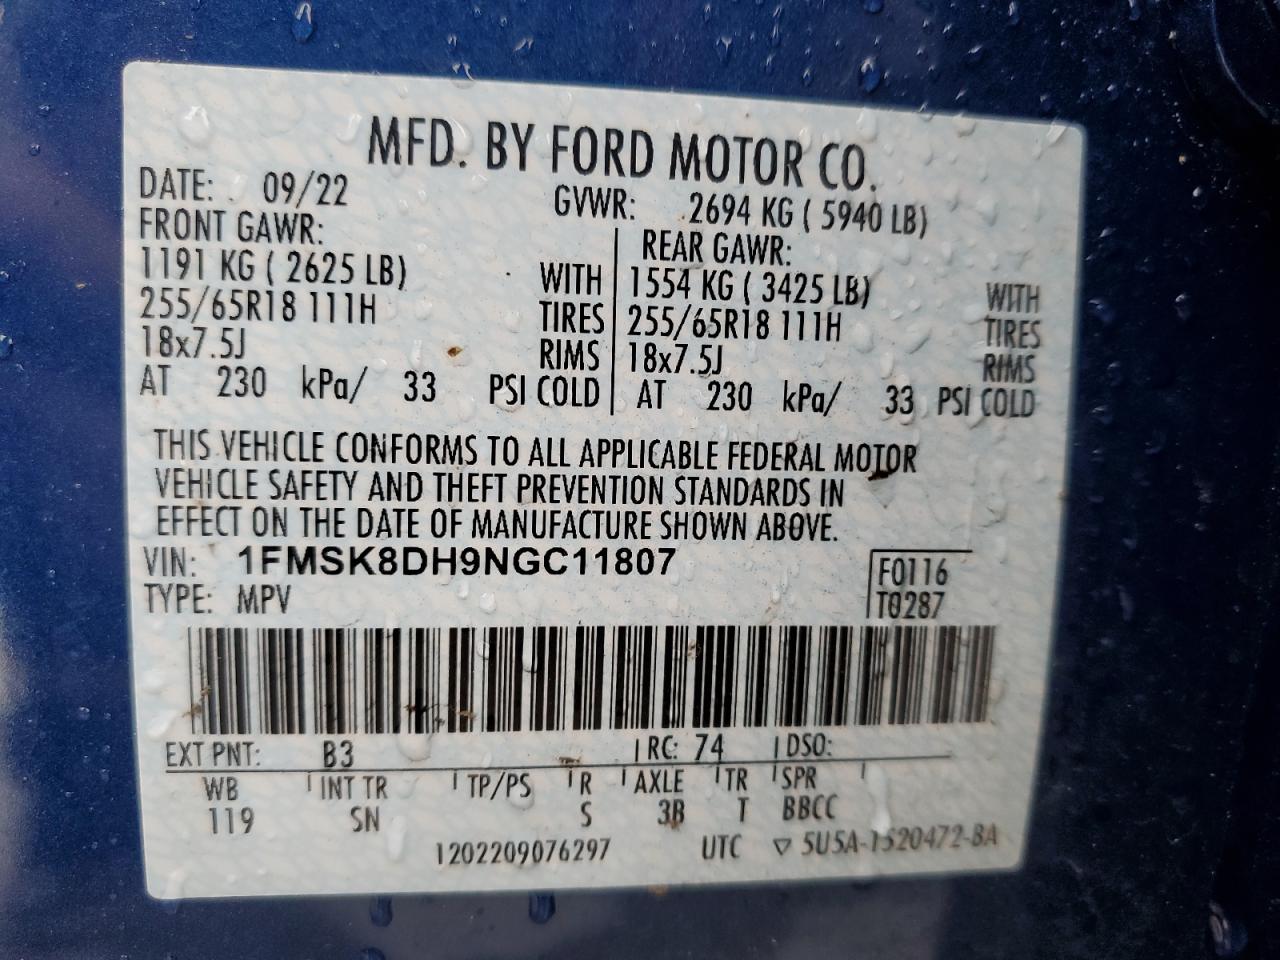 MFD. BY FORD MOTOR CO.
DATE: 09/22 GVWR: 2694 KG ( 5940 LB)
FRONT GAWR: REAR GAWR:
1191 KG ( 2625 LB) WITH 1554 KG ( 3425 LB) WITH
255/65R18 111H TIRES 255/65R18 111H TIRES
18x7.5J RIMS 18x7.5J RIMS
AT 230 kPa/ 33 PSI COLD AT 230 kPa/ 33 PSI COLD
THIS VEHICLE CONFORMS TO ALL APPLICABLE FEDERAL MOTOR
VEHICLE SAFETY AND THEFT PREVENTION STANDARDS IN
EFFECT ON THE DATE OF MANUFACTURE SHOWN ABOVE.
VIN: 1FMSK8DH9NGC11807 F0116
TYPE: MPV T0287
EXT PNT: B3 RC: 74 DSO:
WB INT TR TP/PS R AXLE TR SPR
119 SN S 3B T BBCC
1202209076297 UTC ▽ 5U5A-1520472-BA